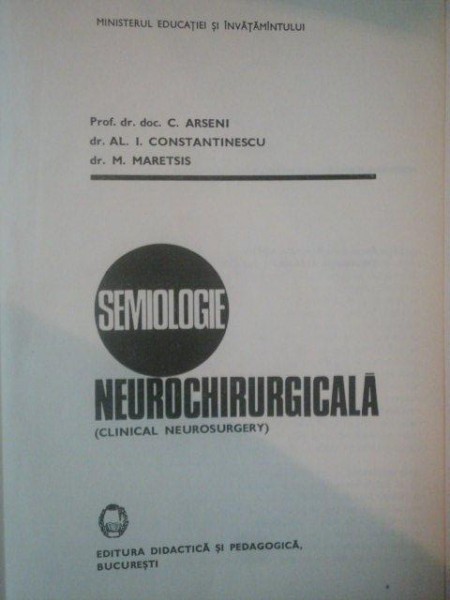 MINISTERUL EDUCAȚIEI ȘI ÎNVĂȚĂMÎNTULUI
Prof. dr. doc. C. ARSENI
dr. AL. I. CONSTANTINESCU
dr. M. MARETSIS
SEMIOLOGIE
NEUROCHIRURGICALĂ
(CLINICAL NEUROSURGERY)
EDITURA DIDACTICĂ ȘI PEDAGOGICĂ,
BUCUREȘTI